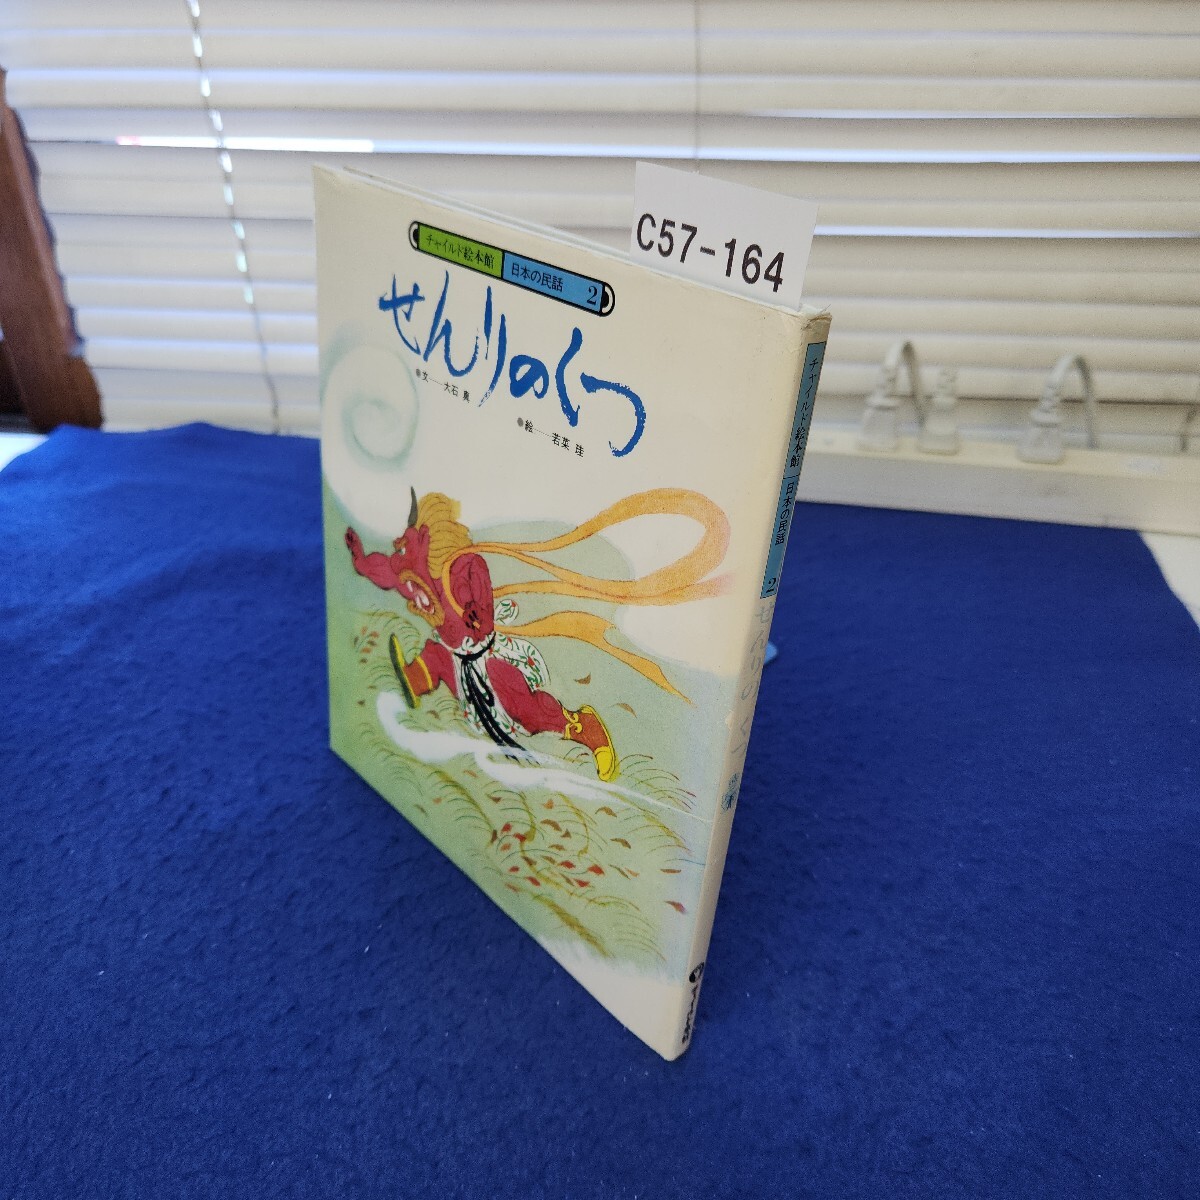 C57-164
チャイルド絵本館
日本の民話 2
せんりのくつ
●文——大石 真
●絵——若菜 珪
チャイルド絵本館
日本の民話 2
せんりのくつ